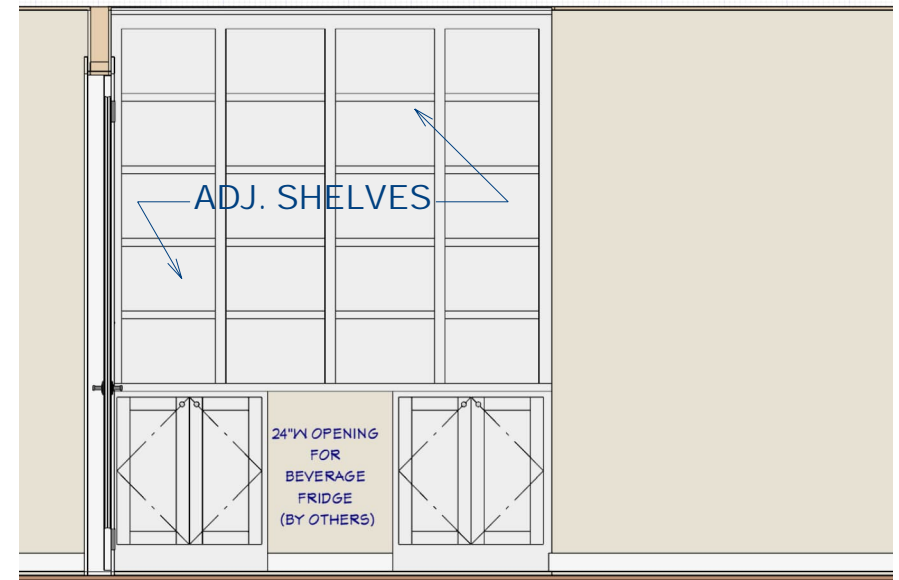 ADJ. SHELVES
24"W OPENING
FOR
BEVERAGE
FRIDGE
(BY OTHERS)